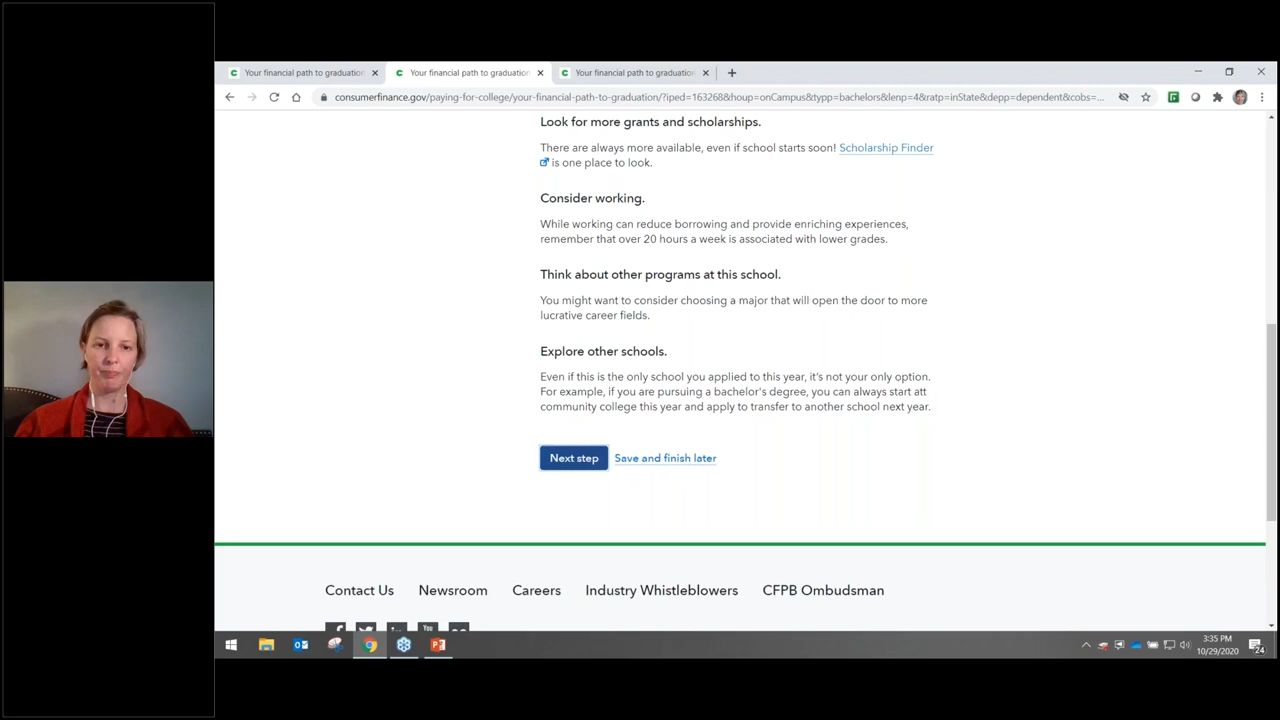 Your financial path to graduation
Your financial path to graduation
Your financial path to graduation
consumerfinance.gov/paying-for-college/your-financial-path-to-graduation/?iped=163268&houp=onCampus&typp=bachelors&lenp=4&ratp=inState&depp=dependent&cobs=...
Look for more grants and scholarships.
There are always more available, even if school starts soon! Scholarship Finder
is one place to look.
Consider working.
While working can reduce borrowing and provide enriching experiences,
remember that over 20 hours a week is associated with lower grades.
Think about other programs at this school.
You might want to consider choosing a major that will open the door to more
lucrative career fields.
Explore other schools.
Even if this is the only school you applied to this year, it's not your only option.
For example, if you are pursuing a bachelor's degree, you can always start att
community college this year and apply to transfer to another school next year.
Next step Save and finish later
Contact Us Newsroom Careers Industry Whistleblowers CFPB Ombudsman
3:35 PM
10/29/2020
24